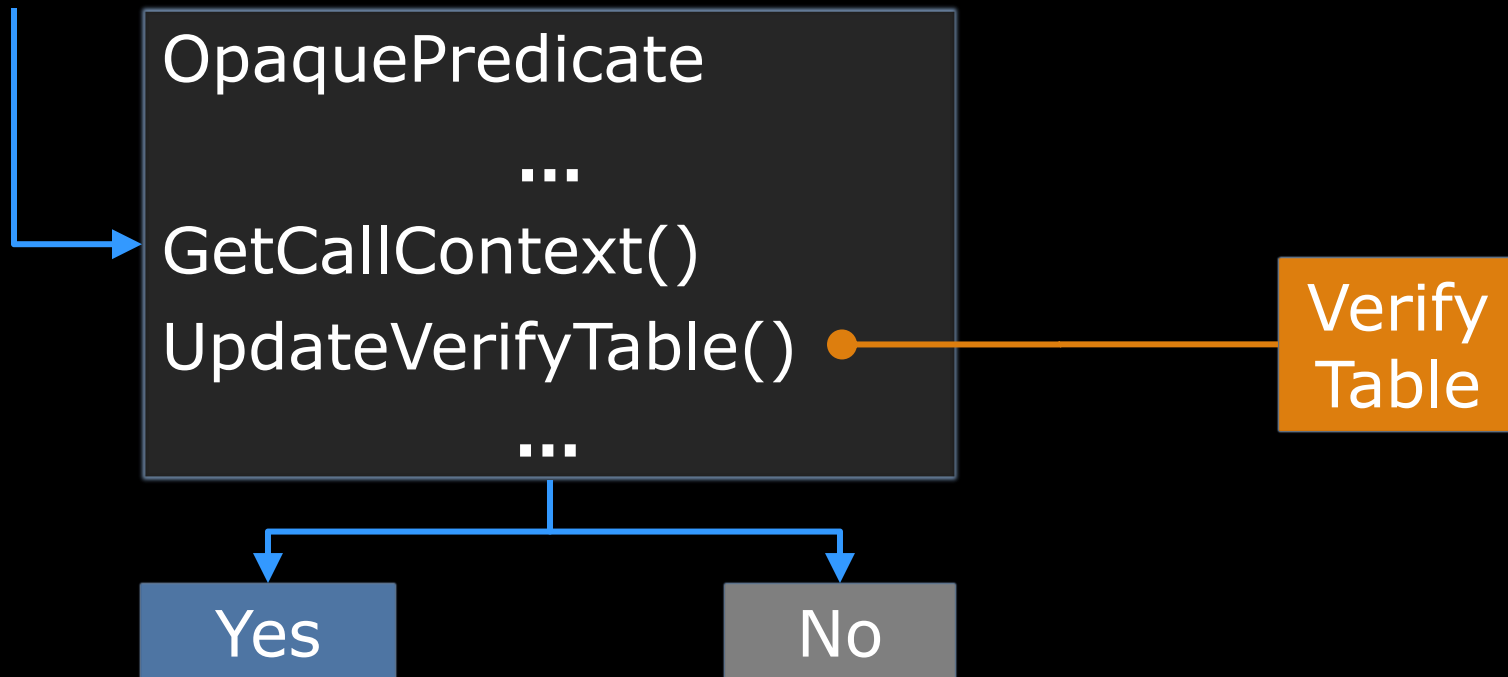 OpaquePredicate
...
GetCallContext()
UpdateVerifyTable()
...
Verify
Table
Yes
No